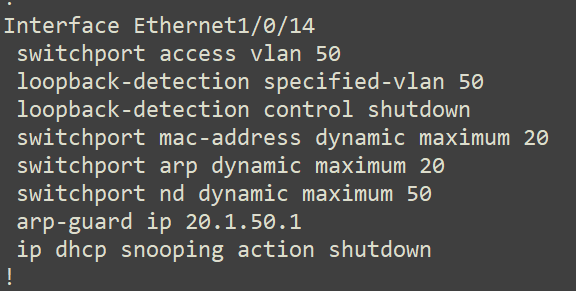 Interface Ethernet1/0/14
switchport access vlan 50
loopback-detection specified-vlan 50
loopback-detection control shutdown
switchport mac-address dynamic maximum 20
switchport arp dynamic maximum 20
switchport nd dynamic maximum 50
arp-guard ip 20.1.50.1
ip dhcp snooping action shutdown
!